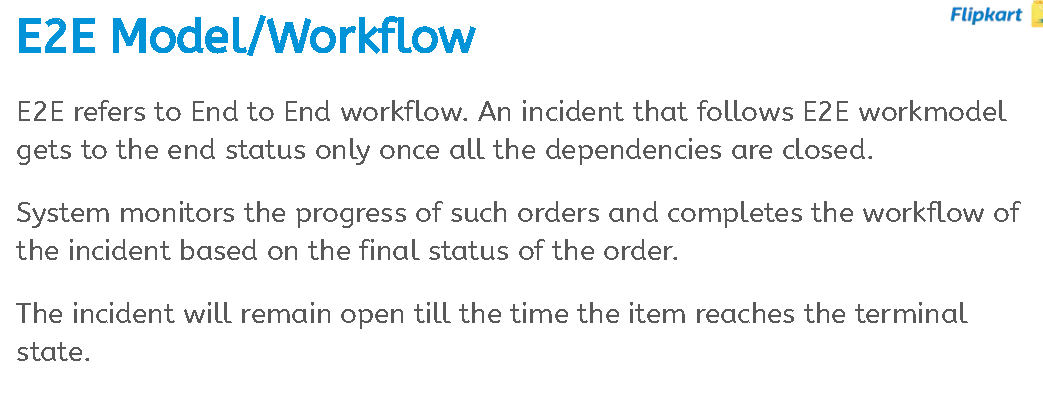 Flipkart
E2E Model/Workflow
E2E refers to End to End workflow. An incident that follows E2E workmodel
gets to the end status only once all the dependencies are closed.
System monitors the progress of such orders and completes the workflow of
the incident based on the final status of the order.
The incident will remain open till the time the item reaches the terminal
state.